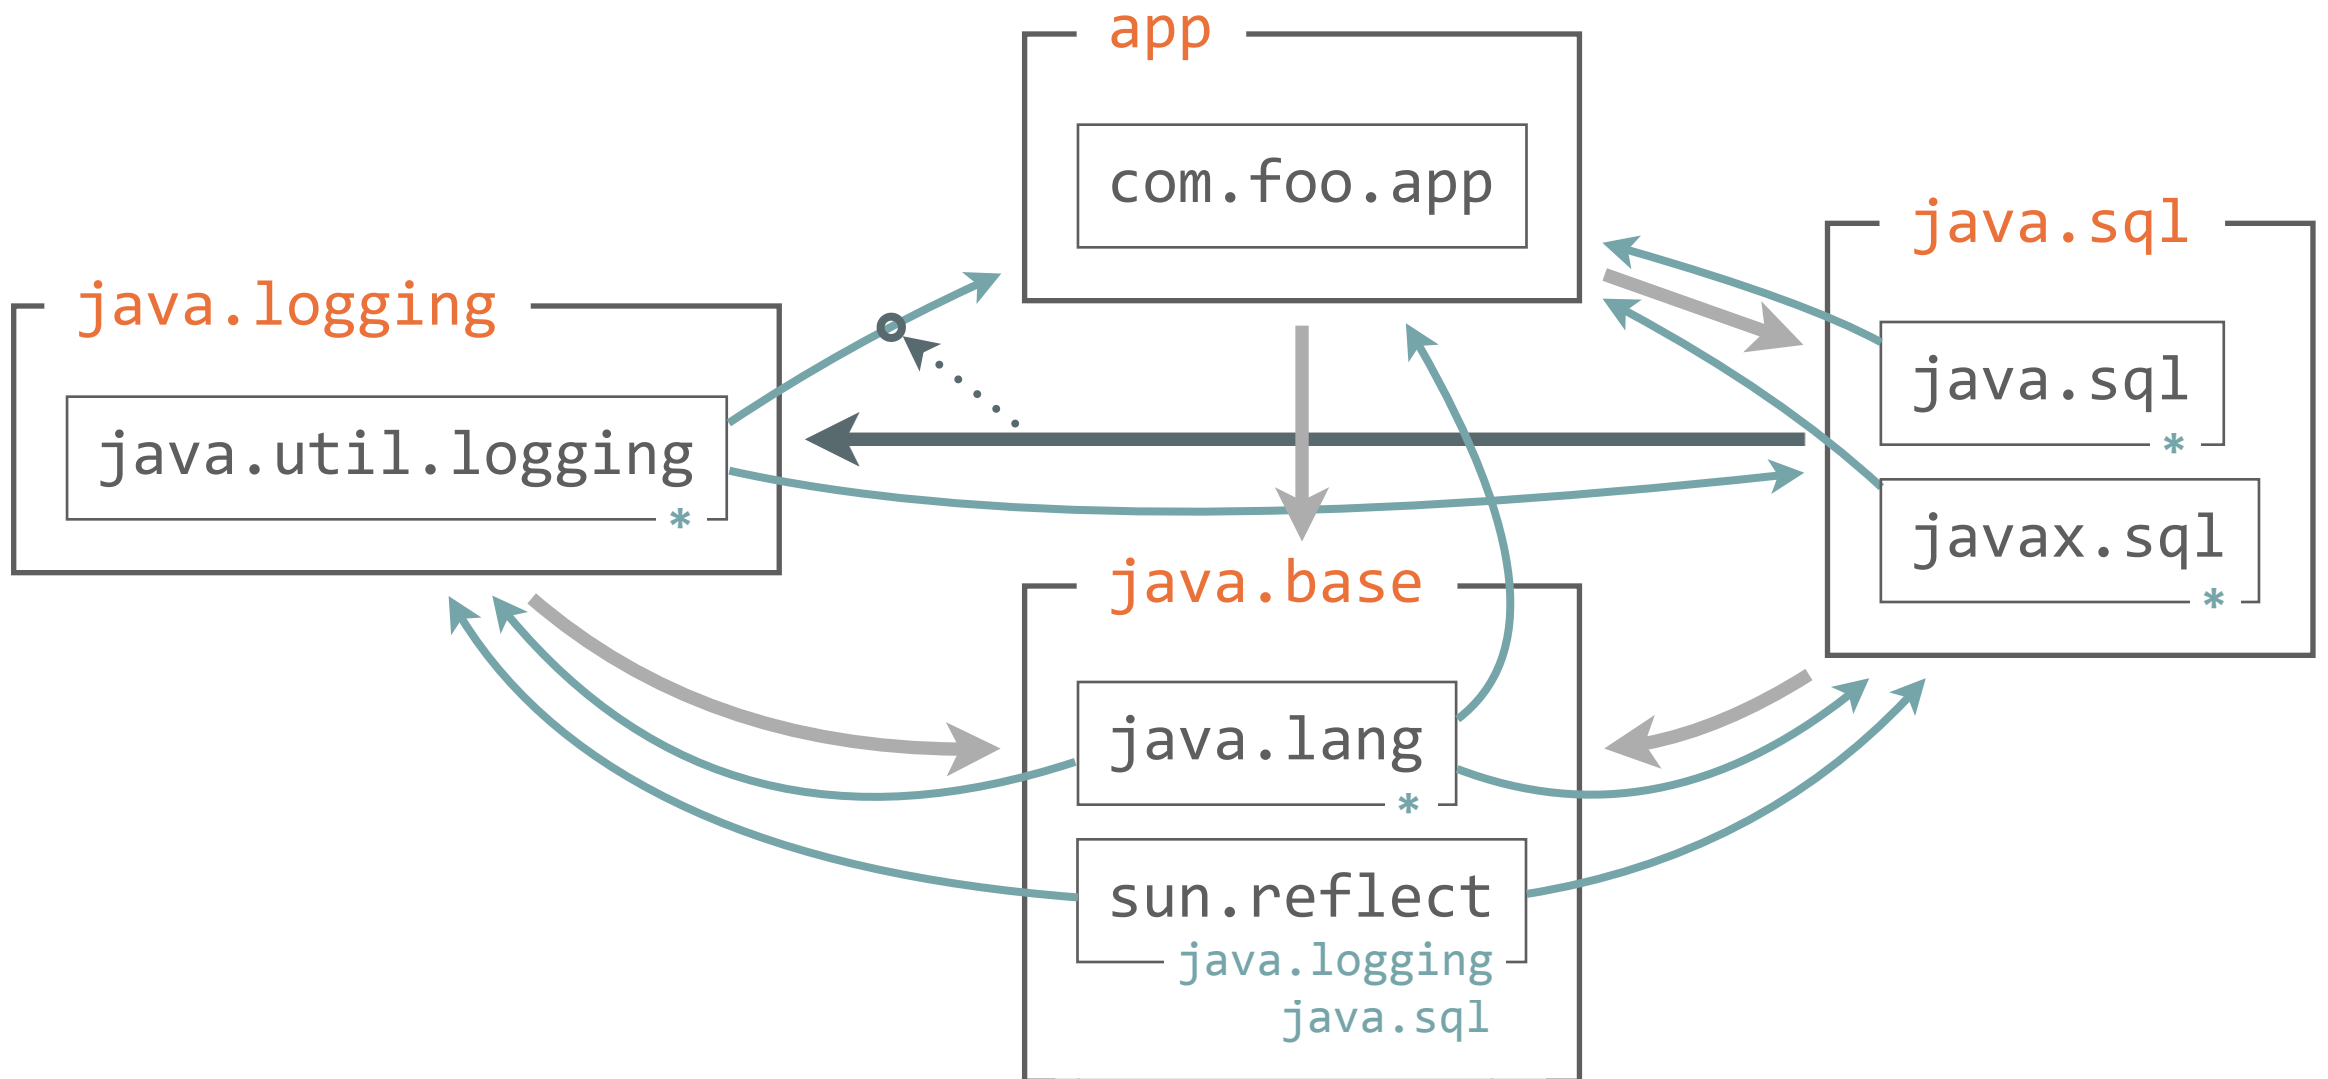 app
com.foo.app
java.sql
java.sql
*
javax.sql
*
java.logging
java.util.logging
*
java.base
java.lang
*
sun.reflect
java.logging
java.sql